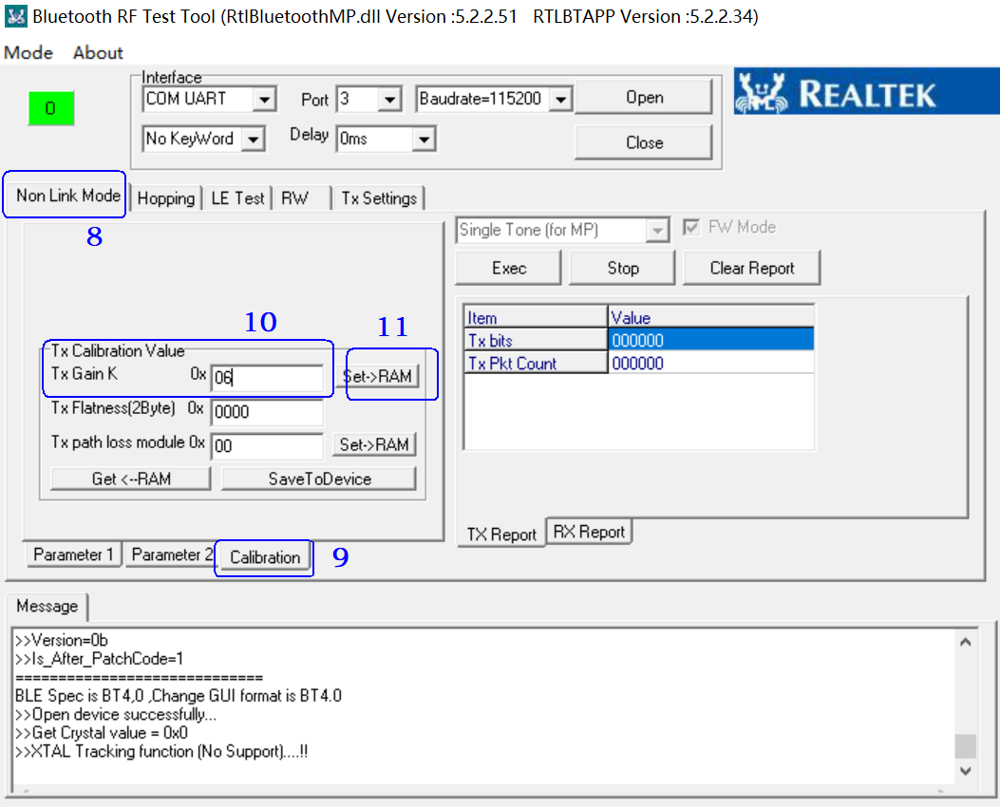 Bluetooth RF Test Tool (RtlBluetoothMP.dll Version :5.2.2.51   RTLBTAPP Version :5.2.2.34)
Mode About
0
Interface
COM UART Port 3 Baudrate=115200 Open
No KeyWord Delay 0ms Close
REALTEK
Non Link Mode Hopping LE Test RW Tx Settings
8
Single Tone (for MP) FW Mode
Exec Stop Clear Report
10
11
Tx Calibration Value
Tx Gain K 0x 06 Set->RAM
Tx Flatness(2Byte) 0x 0000
Tx path loss module 0x 00 Set->RAM
Get <--RAM SaveToDevice
Item Value
Tx bits 000000
Tx Pkt Count 000000
TX Report RX Report
Parameter 1 Parameter 2 Calibration
9
Message
>>Version=0b
>>Is_After_PatchCode=1
=============================
BLE Spec is BT4,0 ,Change GUI format is BT4.0
>>Open device successfully...
>>Get Crystal value = 0x0
>>XTAL Tracking function (No Support)....!!